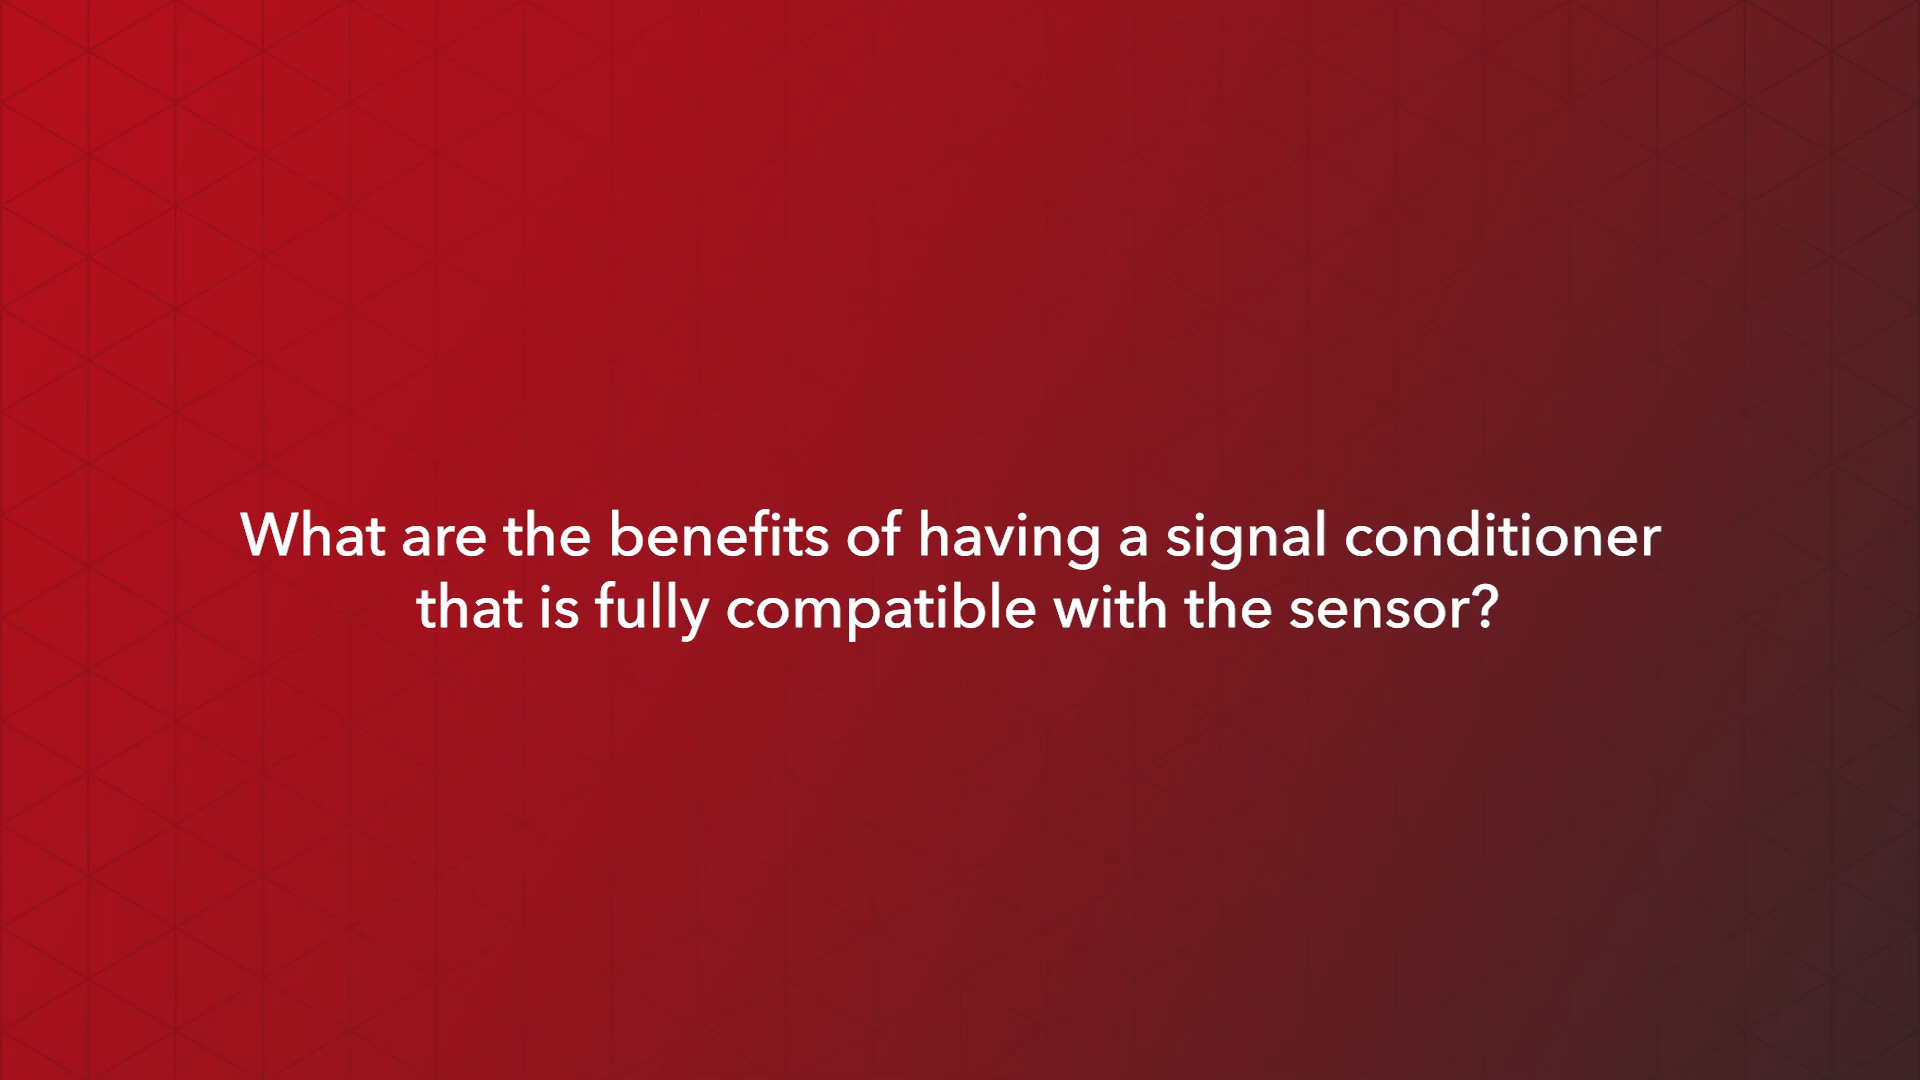 What are the benefits of having a signal conditioner
that is fully compatible with the sensor?